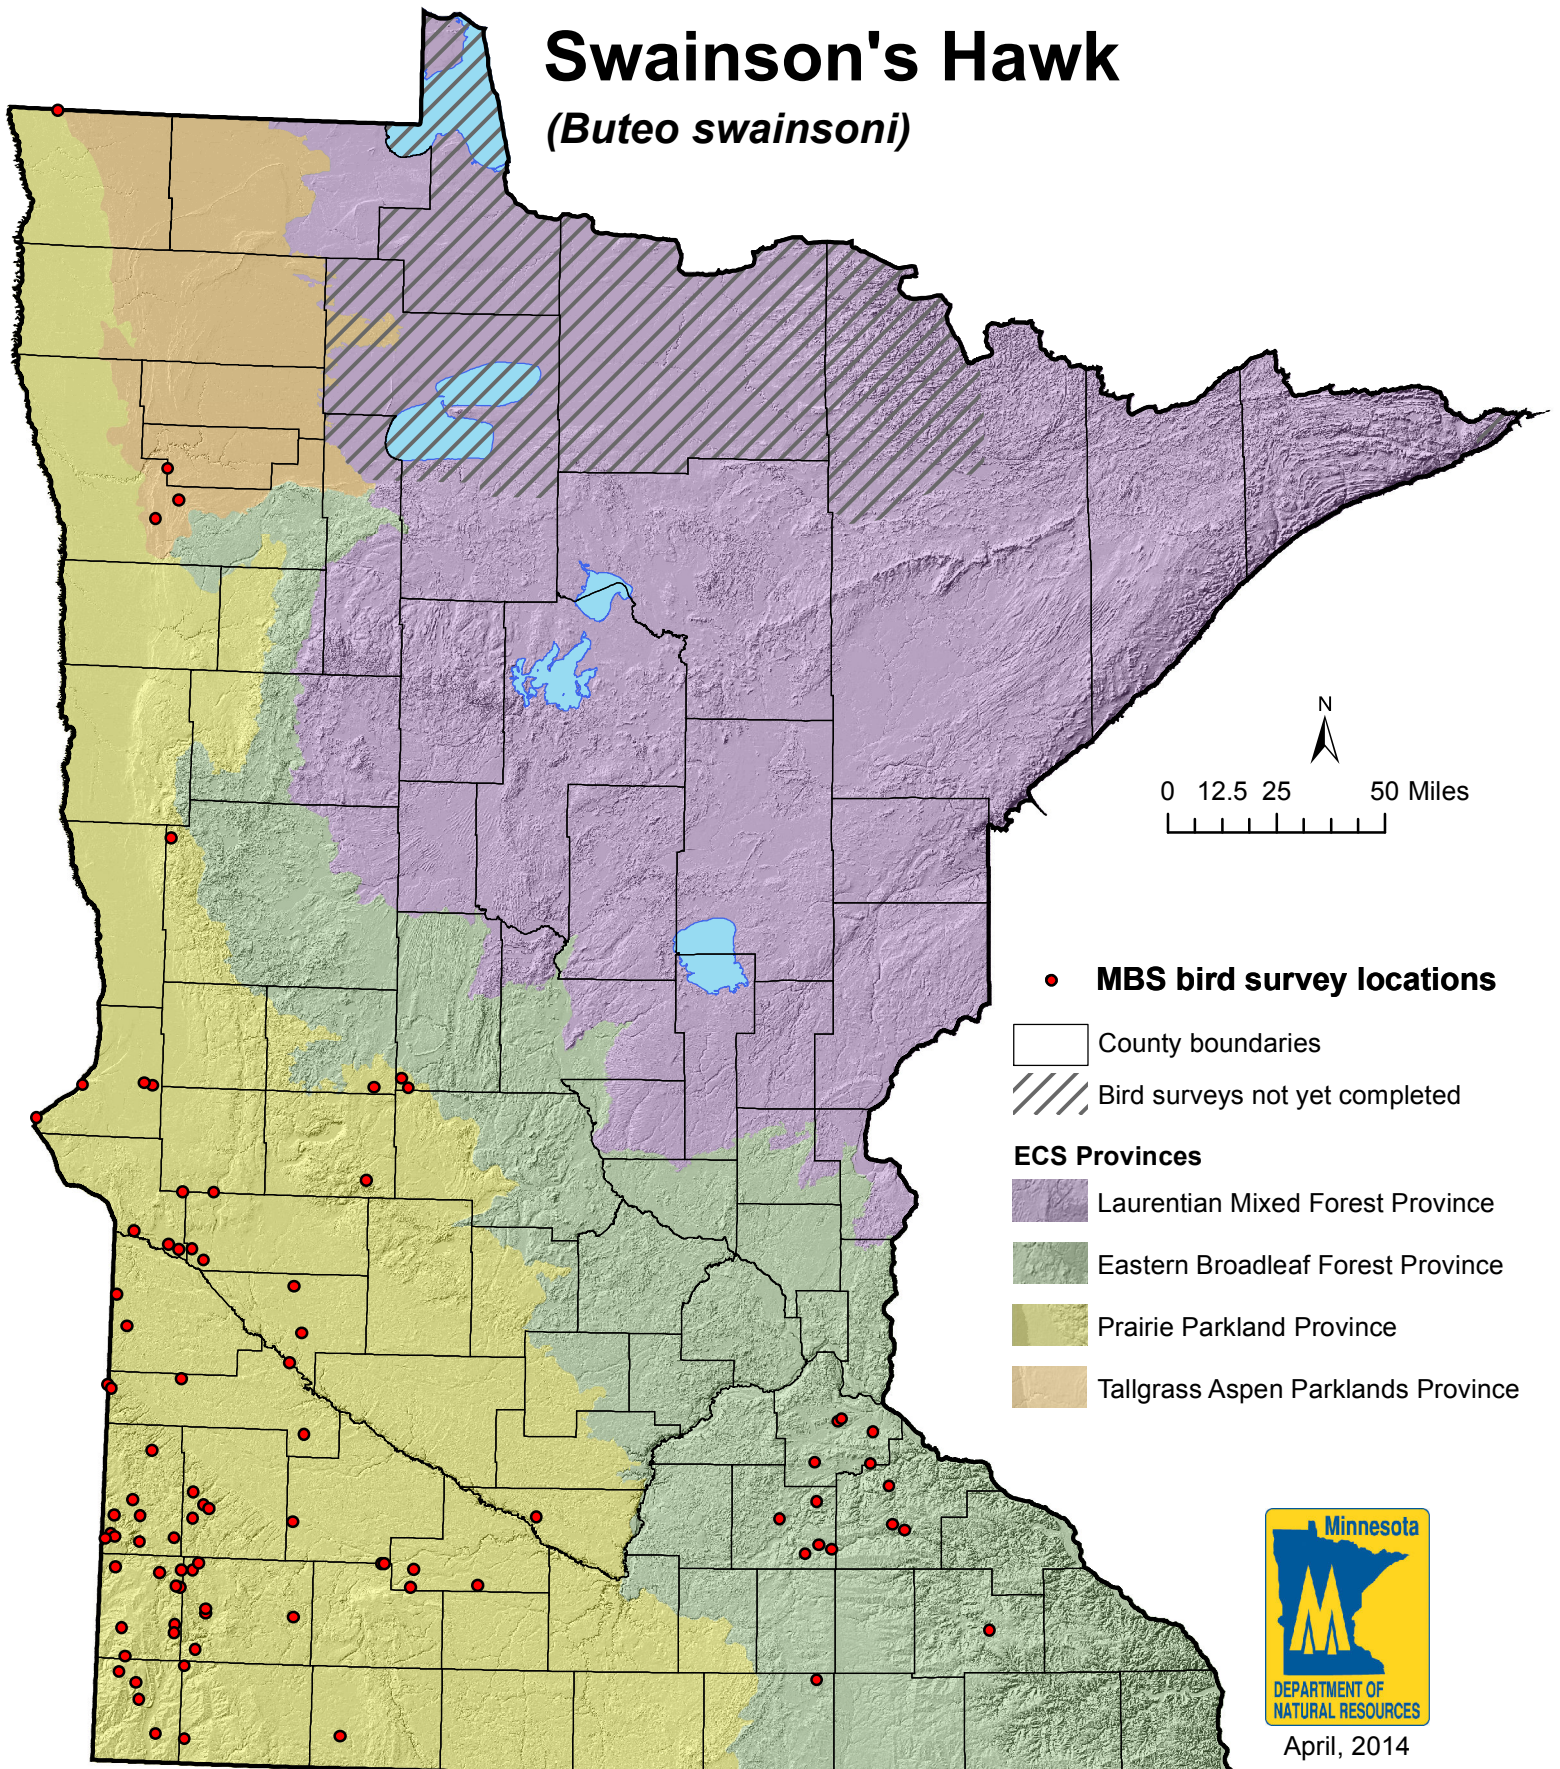 Swainson's Hawk
(Buteo swainsoni)
N
0 12.5 25 50 Miles
MBS bird survey locations
County boundaries
Bird surveys not yet completed
ECS Provinces
Laurentian Mixed Forest Province
Eastern Broadleaf Forest Province
Prairie Parkland Province
Tallgrass Aspen Parklands Province
Minnesota
DEPARTMENT OF
NATURAL RESOURCES
April, 2014